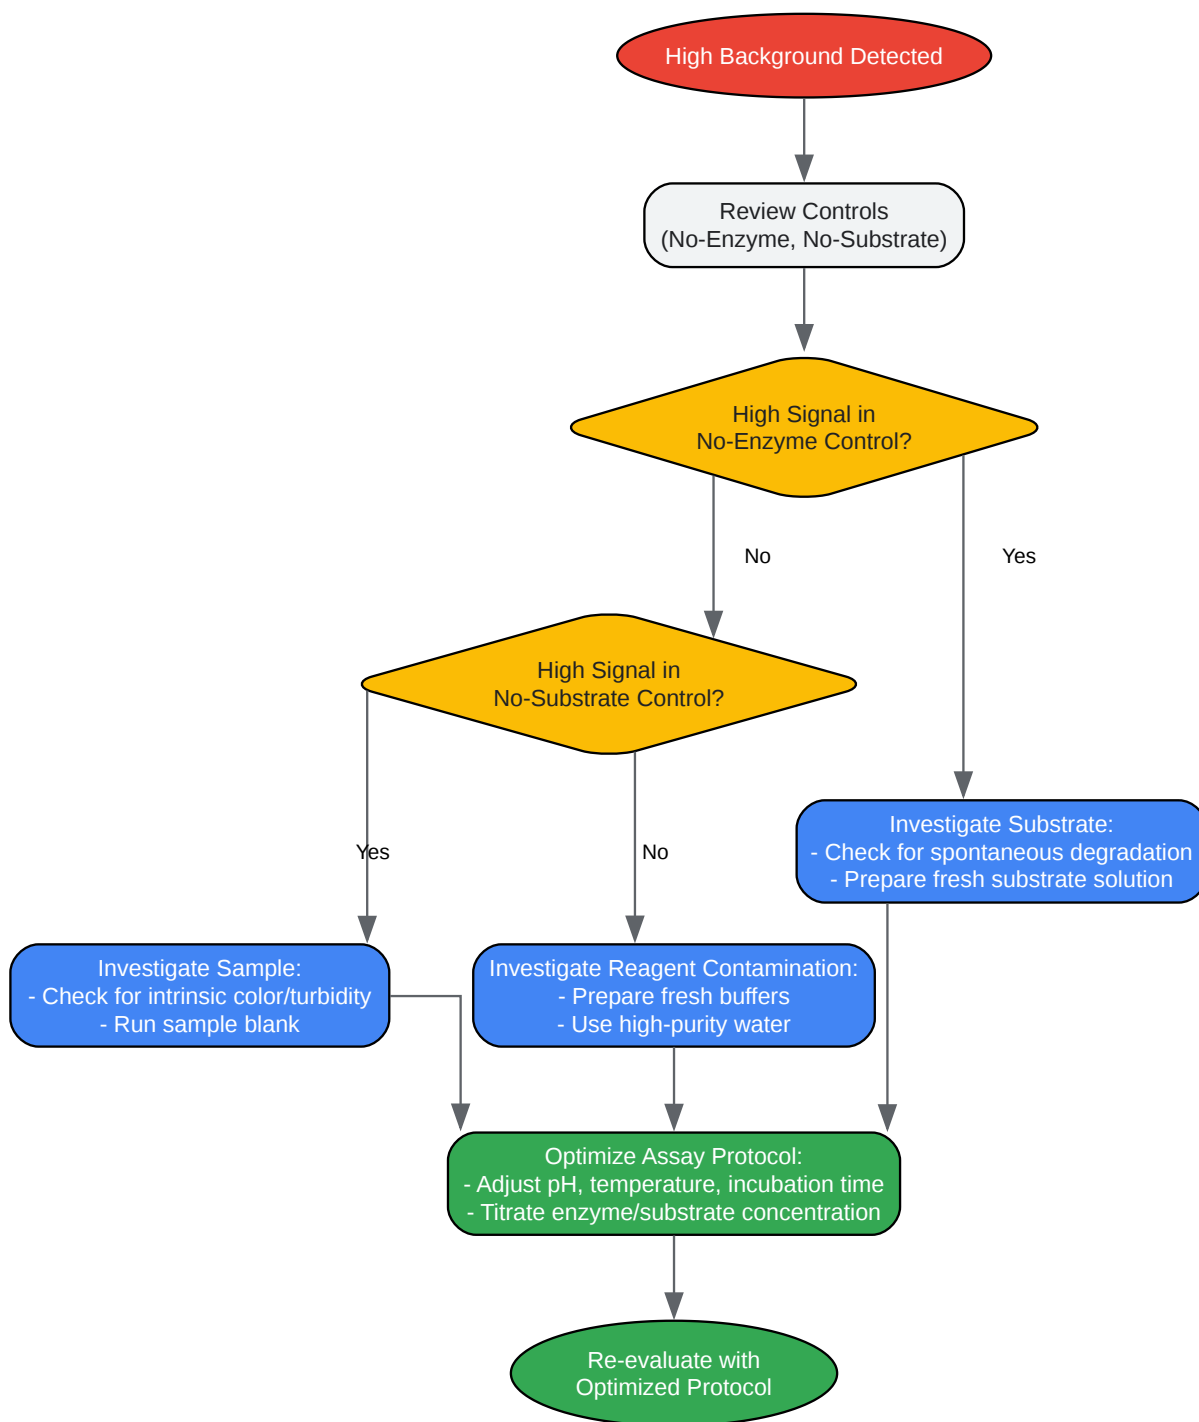 High Background Detected
Review Controls
(No-Enzyme, No-Substrate)
High Signal in
No-Enzyme Control?
No
Yes
High Signal in
No-Substrate Control?
Yes
No
Investigate Substrate:
- Check for spontaneous degradation
- Prepare fresh substrate solution
Investigate Sample:
- Check for intrinsic color/turbidity
- Run sample blank
Investigate Reagent Contamination:
- Prepare fresh buffers
- Use high-purity water
Optimize Assay Protocol:
- Adjust pH, temperature, incubation time
- Titrate enzyme/substrate concentration
Re-evaluate with
Optimized Protocol